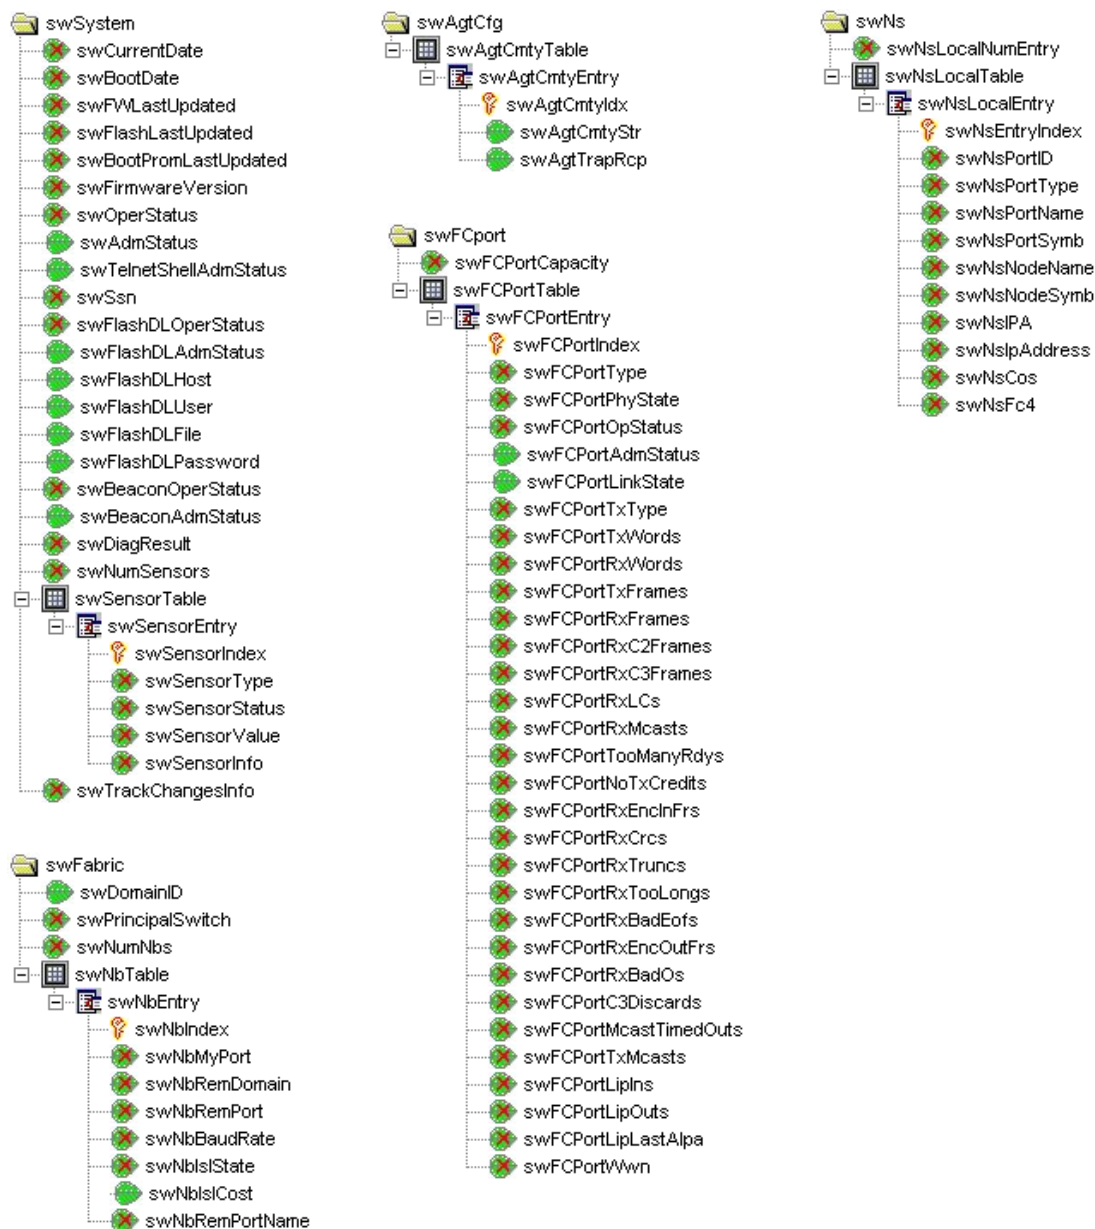 swSystem
swCurrentDate
swBootDate
swFWLastUpdated
swFlashLastUpdated
swBootPromLastUpdated
swFirmwareVersion
swOperStatus
swAdmStatus
swTelnetShellAdmStatus
swSsn
swFlashDLOperStatus
swFlashDLAdmStatus
swFlashDLHost
swFlashDLUser
swFlashDLFile
swFlashDLPassword
swBeaconOperStatus
swBeaconAdmStatus
swDiagResult
swNumSensors
swSensorTable
swSensorEntry
swSensorIndex
swSensorType
swSensorStatus
swSensorValue
swSensorInfo
swTrackChangesInfo
swFabric
swDomainID
swPrincipalSwitch
swNumNbs
swNbTable
swNbEntry
swNbIndex
swNbMyPort
swNbRemDomain
swNbRemPort
swNbBaudRate
swNbIslState
swNbIslCost
swNbRemPortName
swAgtCfg
swAgtCmtyTable
swAgtCmtyEntry
swAgtCmtyIdx
swAgtCmtyStr
swAgtTrapRcp
swFCport
swFCPortCapacity
swFCPortTable
swFCPortEntry
swFCPortIndex
swFCPortType
swFCPortPhyState
swFCPortOpStatus
swFCPortAdmStatus
swFCPortLinkState
swFCPortTxType
swFCPortTxWords
swFCPortRxWords
swFCPortTxFrames
swFCPortRxFrames
swFCPortRxC2Frames
swFCPortRxC3Frames
swFCPortRxLCs
swFCPortRxMcasts
swFCPortTooManyRdys
swFCPortNoTxCredits
swFCPortRxEncInFrs
swFCPortRxCrcs
swFCPortRxTruncs
swFCPortRxTooLongs
swFCPortRxBadEofs
swFCPortRxEncOutFrs
swFCPortRxBadOs
swFCPortC3Discards
swFCPortMcastTimedOuts
swFCPortTxMcasts
swFCPortLipIns
swFCPortLipOuts
swFCPortLipLastAlpa
swFCPortWwn
swNs
swNsLocalNumEntry
swNsLocalTable
swNsLocalEntry
swNsEntryIndex
swNsPortID
swNsPortType
swNsPortName
swNsPortSymb
swNsNodeName
swNsNodeSymb
swNsIPA
swNsIpAddress
swNsCos
swNsFc4